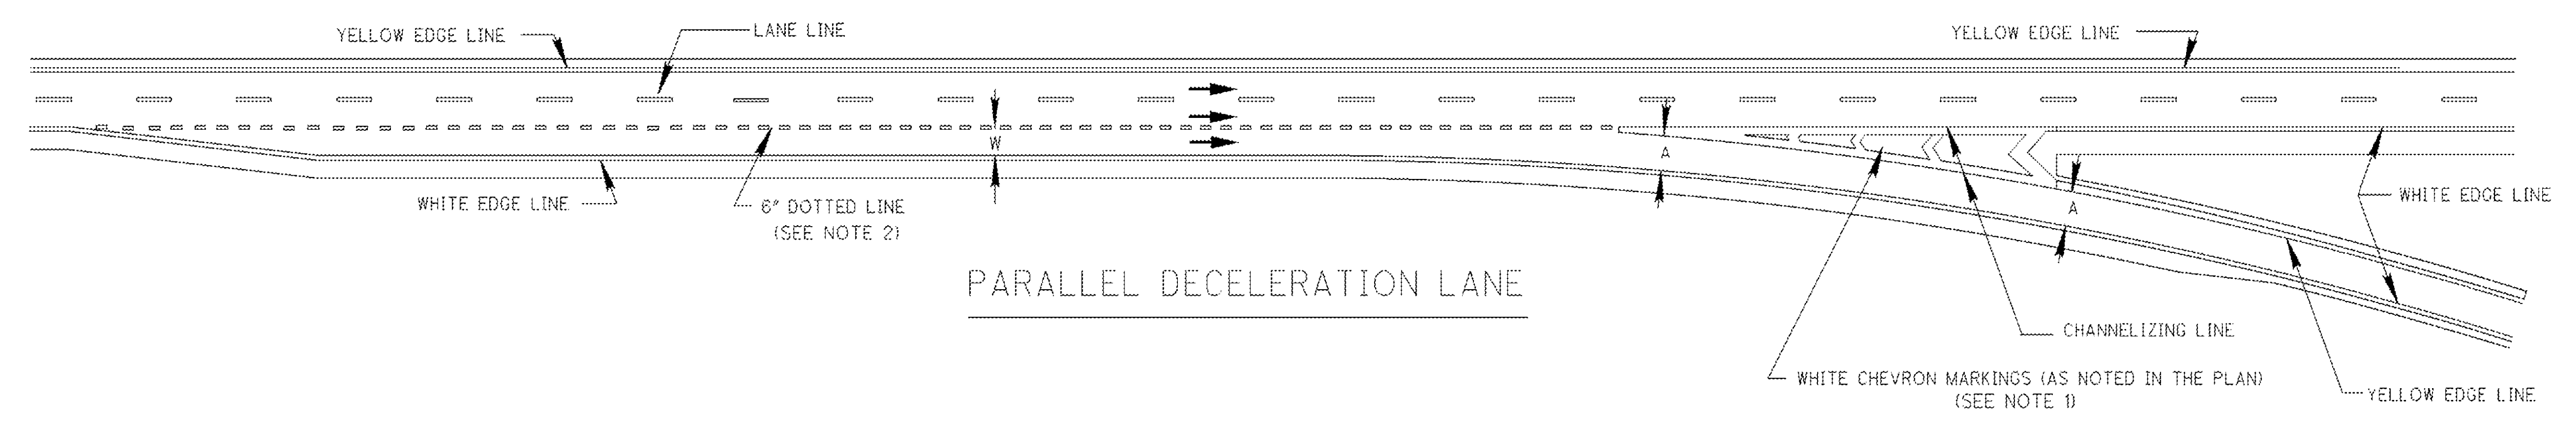 YELLOW EDGE LINE
LANE LINE
YELLOW EDGE LINE
W
A
WHITE EDGE LINE
6" DOTTED LINE
(SEE NOTE 2)
A
WHITE EDGE LINE
PARALLEL DECELERATION LANE
CHANNELIZING LINE
WHITE CHEVRON MARKINGS (AS NOTED IN THE PLAN)
(SEE NOTE 1)
YELLOW EDGE LINE